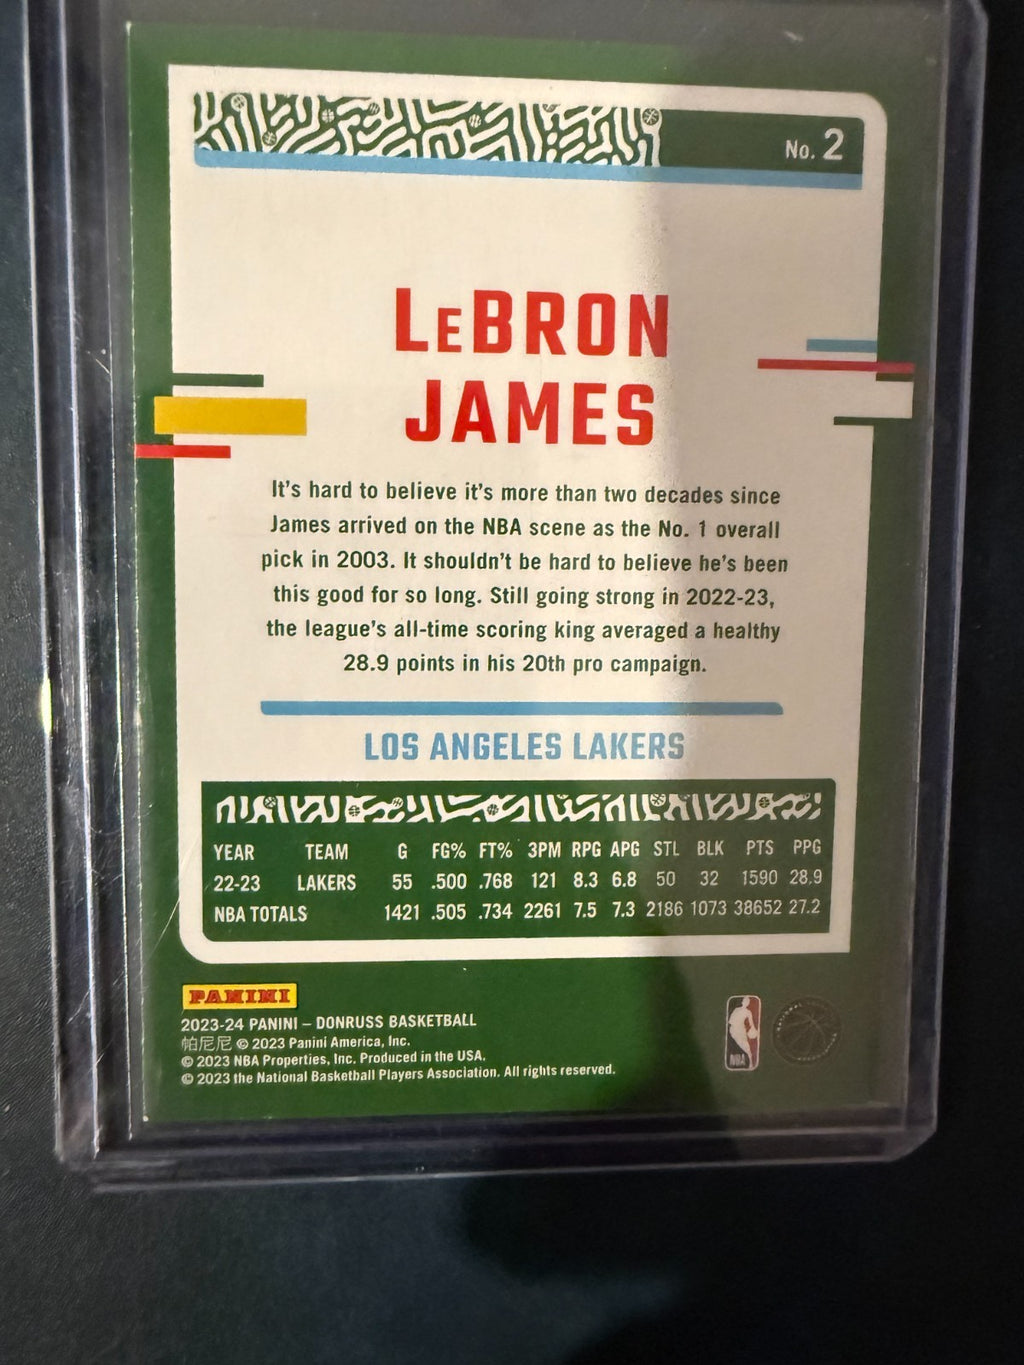 No. 2
LeBRON
JAMES
It's hard to believe it's more than two decades since
James arrived on the NBA scene as the No. 1 overall
pick in 2003. It shouldn't be hard to believe he's been
this good for so long. Still going strong in 2022-23,
the league's all-time scoring king averaged a healthy
28.9 points in his 20th pro campaign.
LOS ANGELES LAKERS
YEAR TEAM G FG% FT% 3PM RPG APG STL BLK PTS PPG
22-23 LAKERS 55 .500 .768 121 8.3 6.8 50 32 1590 28.9
NBA TOTALS 1421 .505 .734 2261 7.5 7.3 2186 1073 38652 27.2
PANINI
2023-24 PANINI – DONRUSS BASKETBALL
帕尼尼 © 2023 Panini America, Inc.
© 2023 NBA Properties, Inc. Produced in the USA.
© 2023 the National Basketball Players Association. All rights reserved.
NBA